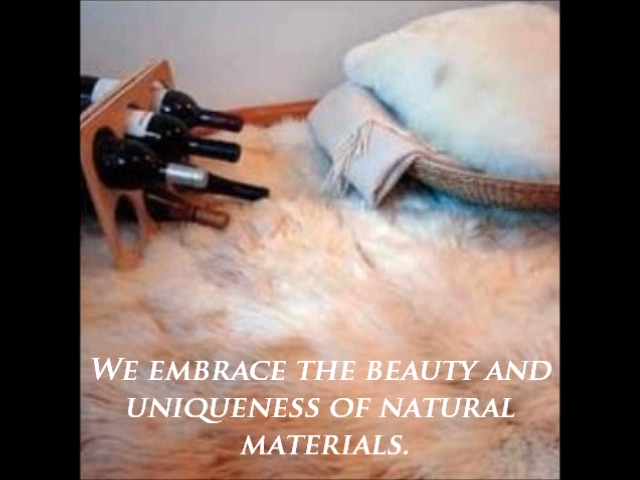 We embrace the beauty and
uniqueness of natural
materials.